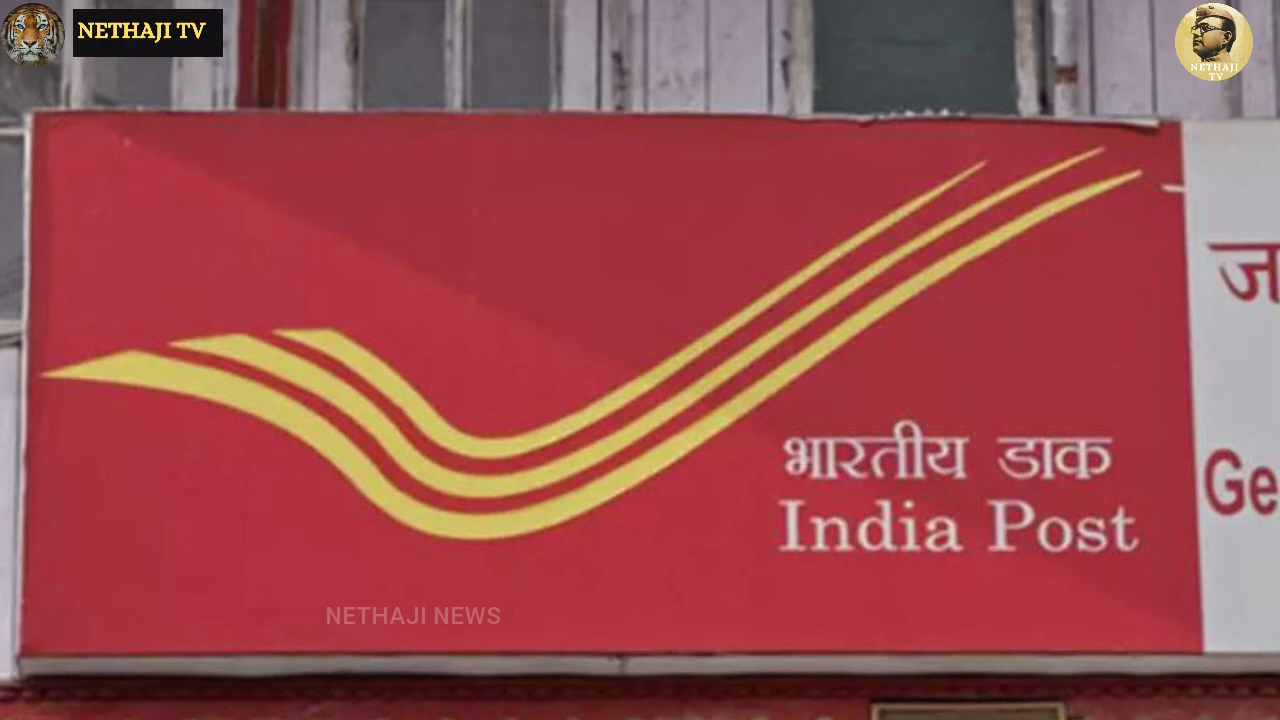 NETHAJI TV
NETHAJI
TV
भारतीय डाक
India Post
NETHAJI NEWS